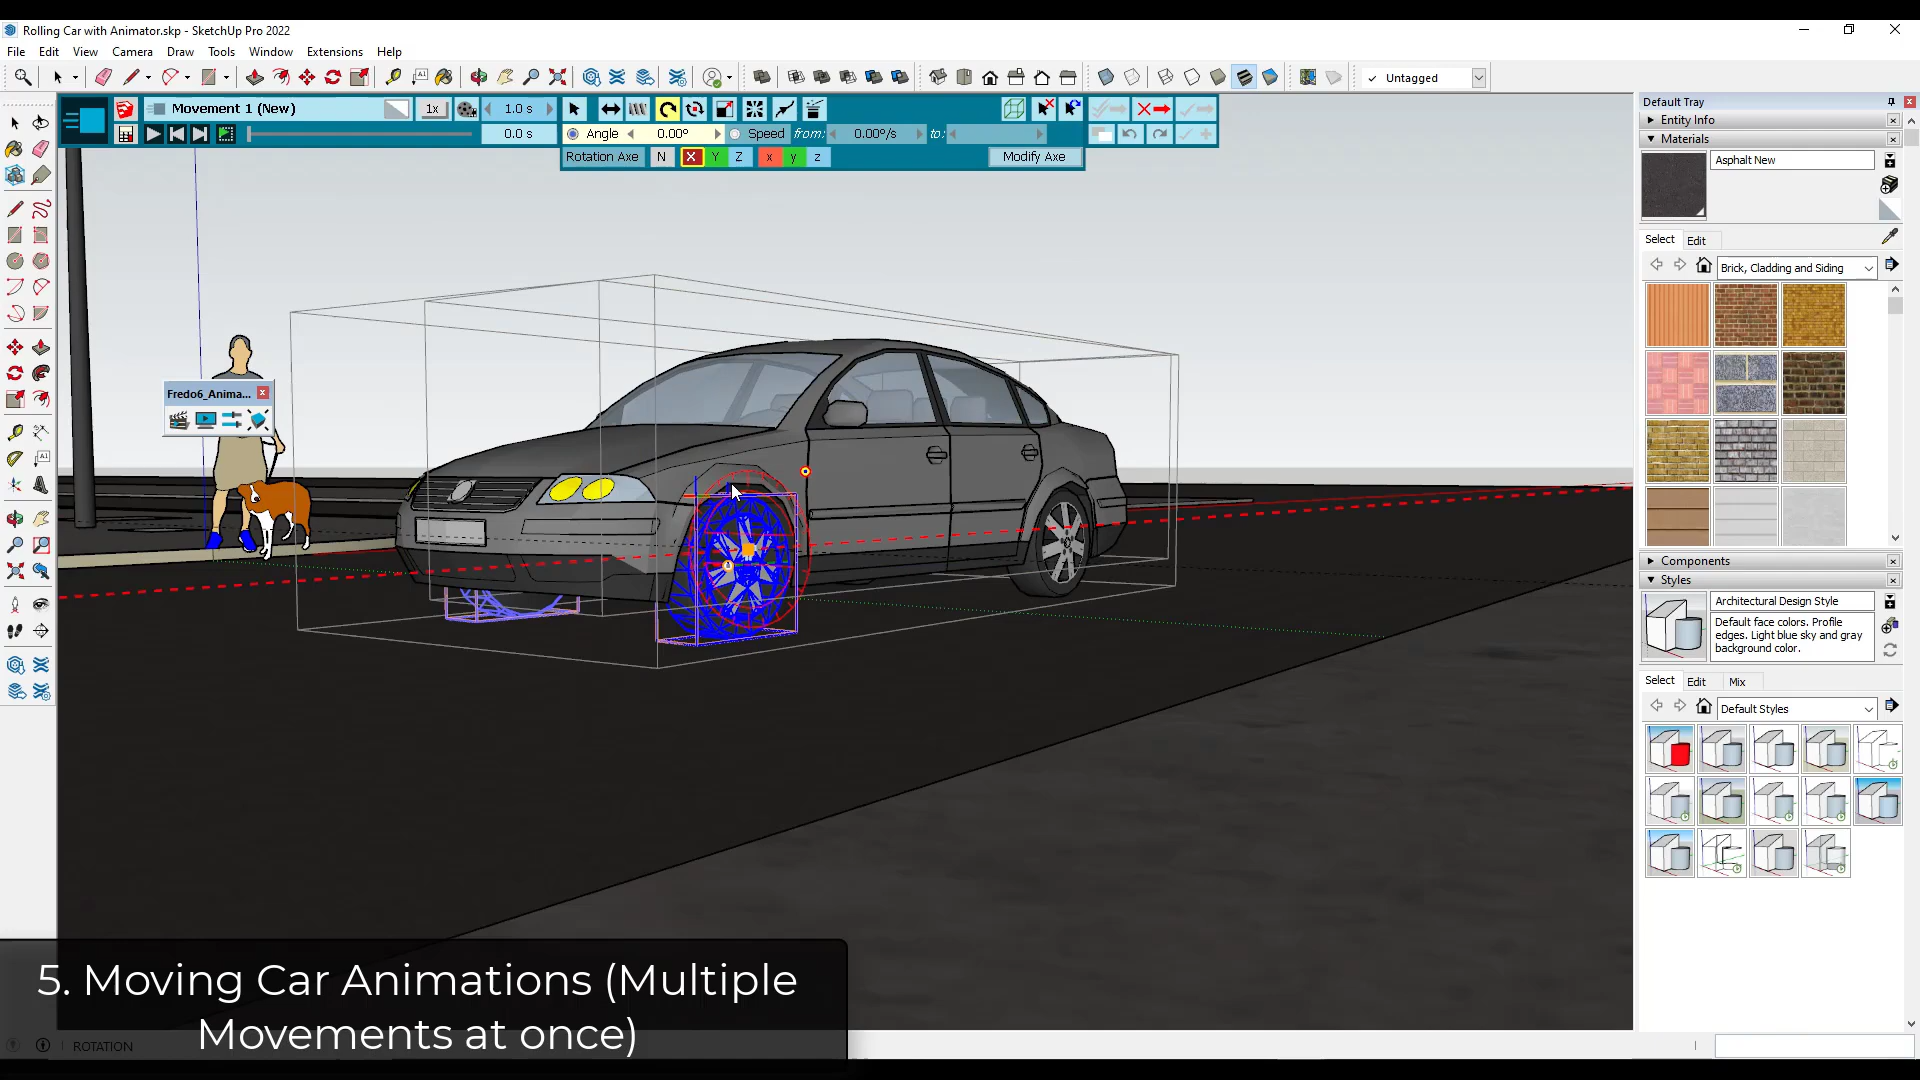 Rolling Car with Animator.skp - SketchUp Pro 2022
File Edit View Camera Draw Tools Window Extensions Help
Untagged
Movement 1 (New)
1x
1.0 s
0.0 s
Angle 0.00º Speed from: 0.00º/s to:
Rotation Axe N X Y Z x y z Modify Axe
Fredo6_Anima...
Default Tray
Entity Info
Materials
Asphalt New
Select Edit
Brick, Cladding and Siding
Components
Styles
Architectural Design Style
Default face colors. Profile
edges. Light blue sky and gray
background color.
Select Edit Mix
Default Styles
5. Moving Car Animations (Multiple
Movements at once)
ROTATION